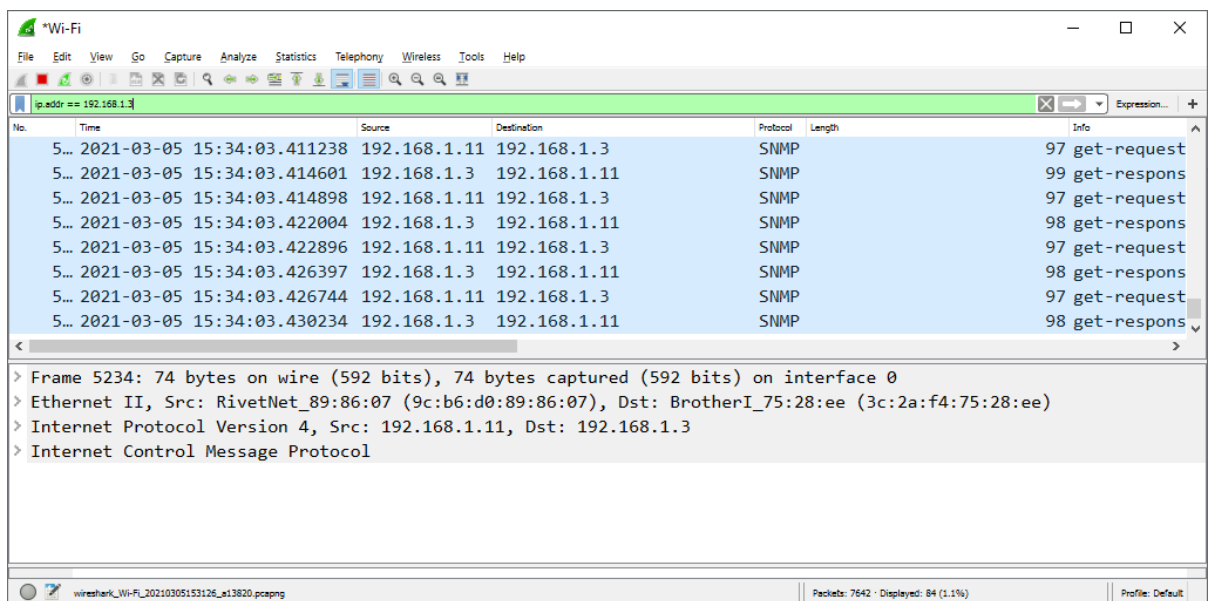 *Wi-Fi
File Edit View Go Capture Analyze Statistics Telephony Wireless Tools Help
ip.addr == 192.168.1.3 Expression... +
No. Time Source Destination Protocol Length Info
5... 2021-03-05 15:34:03.411238 192.168.1.11 192.168.1.3 SNMP 97 get-request
5... 2021-03-05 15:34:03.414601 192.168.1.3 192.168.1.11 SNMP 99 get-respons
5... 2021-03-05 15:34:03.414898 192.168.1.11 192.168.1.3 SNMP 97 get-request
5... 2021-03-05 15:34:03.422004 192.168.1.3 192.168.1.11 SNMP 98 get-respons
5... 2021-03-05 15:34:03.422896 192.168.1.11 192.168.1.3 SNMP 97 get-request
5... 2021-03-05 15:34:03.426397 192.168.1.3 192.168.1.11 SNMP 98 get-respons
5... 2021-03-05 15:34:03.426744 192.168.1.11 192.168.1.3 SNMP 97 get-request
5... 2021-03-05 15:34:03.430234 192.168.1.3 192.168.1.11 SNMP 98 get-respons
> Frame 5234: 74 bytes on wire (592 bits), 74 bytes captured (592 bits) on interface 0
> Ethernet II, Src: RivetNet_89:86:07 (9c:b6:d0:89:86:07), Dst: BrotherI_75:28:ee (3c:2a:f4:75:28:ee)
> Internet Protocol Version 4, Src: 192.168.1.11, Dst: 192.168.1.3
> Internet Control Message Protocol
wireshark_Wi-Fi_20210305153126_a13820.pcapng Packets: 7642 · Displayed: 84 (1.1%) Profile: Default